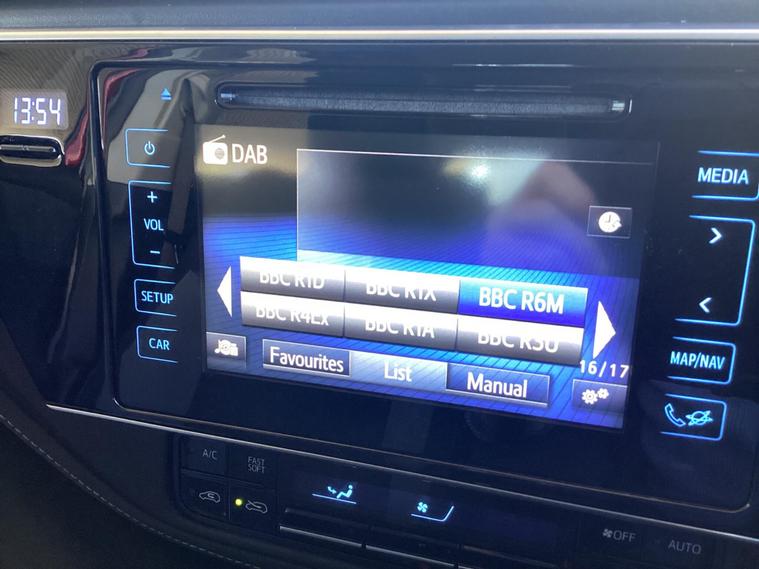 13:54
DAB
MEDIA
+
VOL
−
SETUP
CAR
BBC R1D BBC R1X BBC R6M
BBC R4Ex BBC R1A BBC R5U
16/17
Favourites List Manual
MAP/NAV
A/C FAST SOFT
OFF AUTO